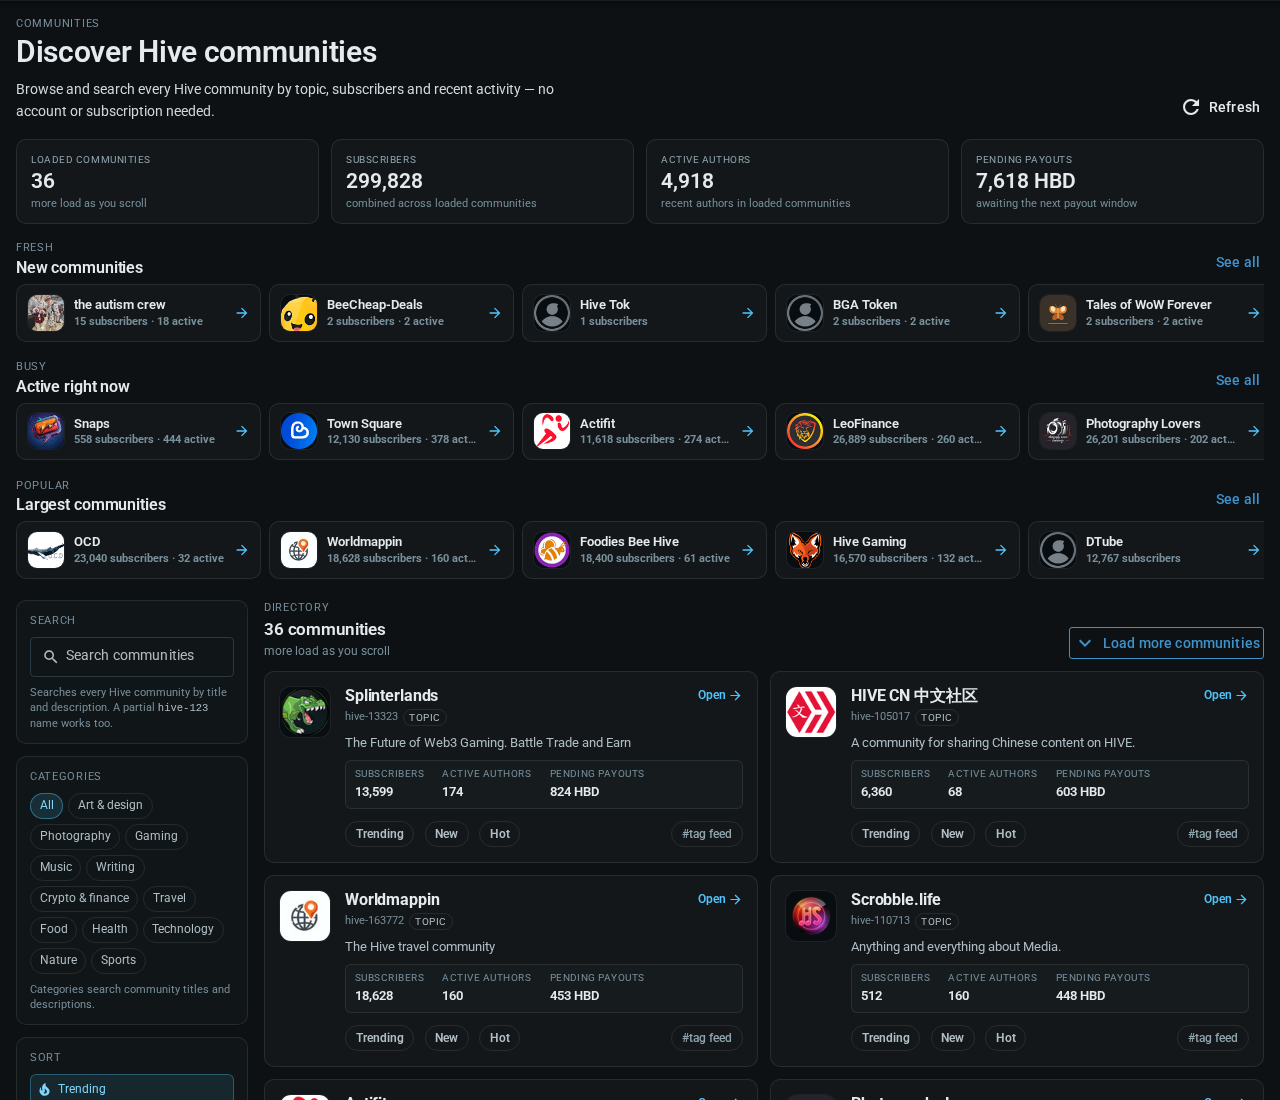 COMMUNITIES
Discover Hive communities
Browse and search every Hive community by topic, subscribers and recent activity — no
account or subscription needed.
Refresh
LOADED COMMUNITIES
36
more load as you scroll
SUBSCRIBERS
299,828
combined across loaded communities
ACTIVE AUTHORS
4,918
recent authors in loaded communities
PENDING PAYOUTS
7,618 HBD
awaiting the next payout window
FRESH
New communities
See all
the autism crew
15 subscribers · 18 active
BeeCheap-Deals
2 subscribers · 2 active
Hive Tok
1 subscribers
BGA Token
2 subscribers · 2 active
Tales of WoW Forever
2 subscribers · 2 active
BUSY
Active right now
See all
Snaps
558 subscribers · 444 active
Town Square
12,130 subscribers · 378 act...
Actifit
11,618 subscribers · 274 act...
LeoFinance
26,889 subscribers · 260 act...
Photography Lovers
26,201 subscribers · 202 act...
POPULAR
Largest communities
See all
OCD
23,040 subscribers · 32 active
Worldmappin
18,628 subscribers · 160 act...
Foodies Bee Hive
18,400 subscribers · 61 active
Hive Gaming
16,570 subscribers · 132 act...
DTube
12,767 subscribers
SEARCH
Search communities
Searches every Hive community by title
and description. A partial hive-123
name works too.
CATEGORIES
All
Art & design
Photography
Gaming
Music
Writing
Crypto & finance
Travel
Food
Health
Technology
Nature
Sports
Categories search community titles and
descriptions.
SORT
Trending
DIRECTORY
36 communities
more load as you scroll
Load more communities
Splinterlands
Open
hive-13323 TOPIC
The Future of Web3 Gaming. Battle Trade and Earn
SUBSCRIBERS ACTIVE AUTHORS PENDING PAYOUTS
13,599 174 824 HBD
Trending New Hot #tag feed
文
HIVE CN 中文社区
Open
hive-105017 TOPIC
A community for sharing Chinese content on HIVE.
SUBSCRIBERS ACTIVE AUTHORS PENDING PAYOUTS
6,360 68 603 HBD
Trending New Hot #tag feed
Worldmappin
Open
hive-163772 TOPIC
The Hive travel community
SUBSCRIBERS ACTIVE AUTHORS PENDING PAYOUTS
18,628 160 453 HBD
Trending New Hot #tag feed
HS
Scrobble.life
Open
hive-110713 TOPIC
Anything and everything about Media.
SUBSCRIBERS ACTIVE AUTHORS PENDING PAYOUTS
512 160 448 HBD
Trending New Hot #tag feed